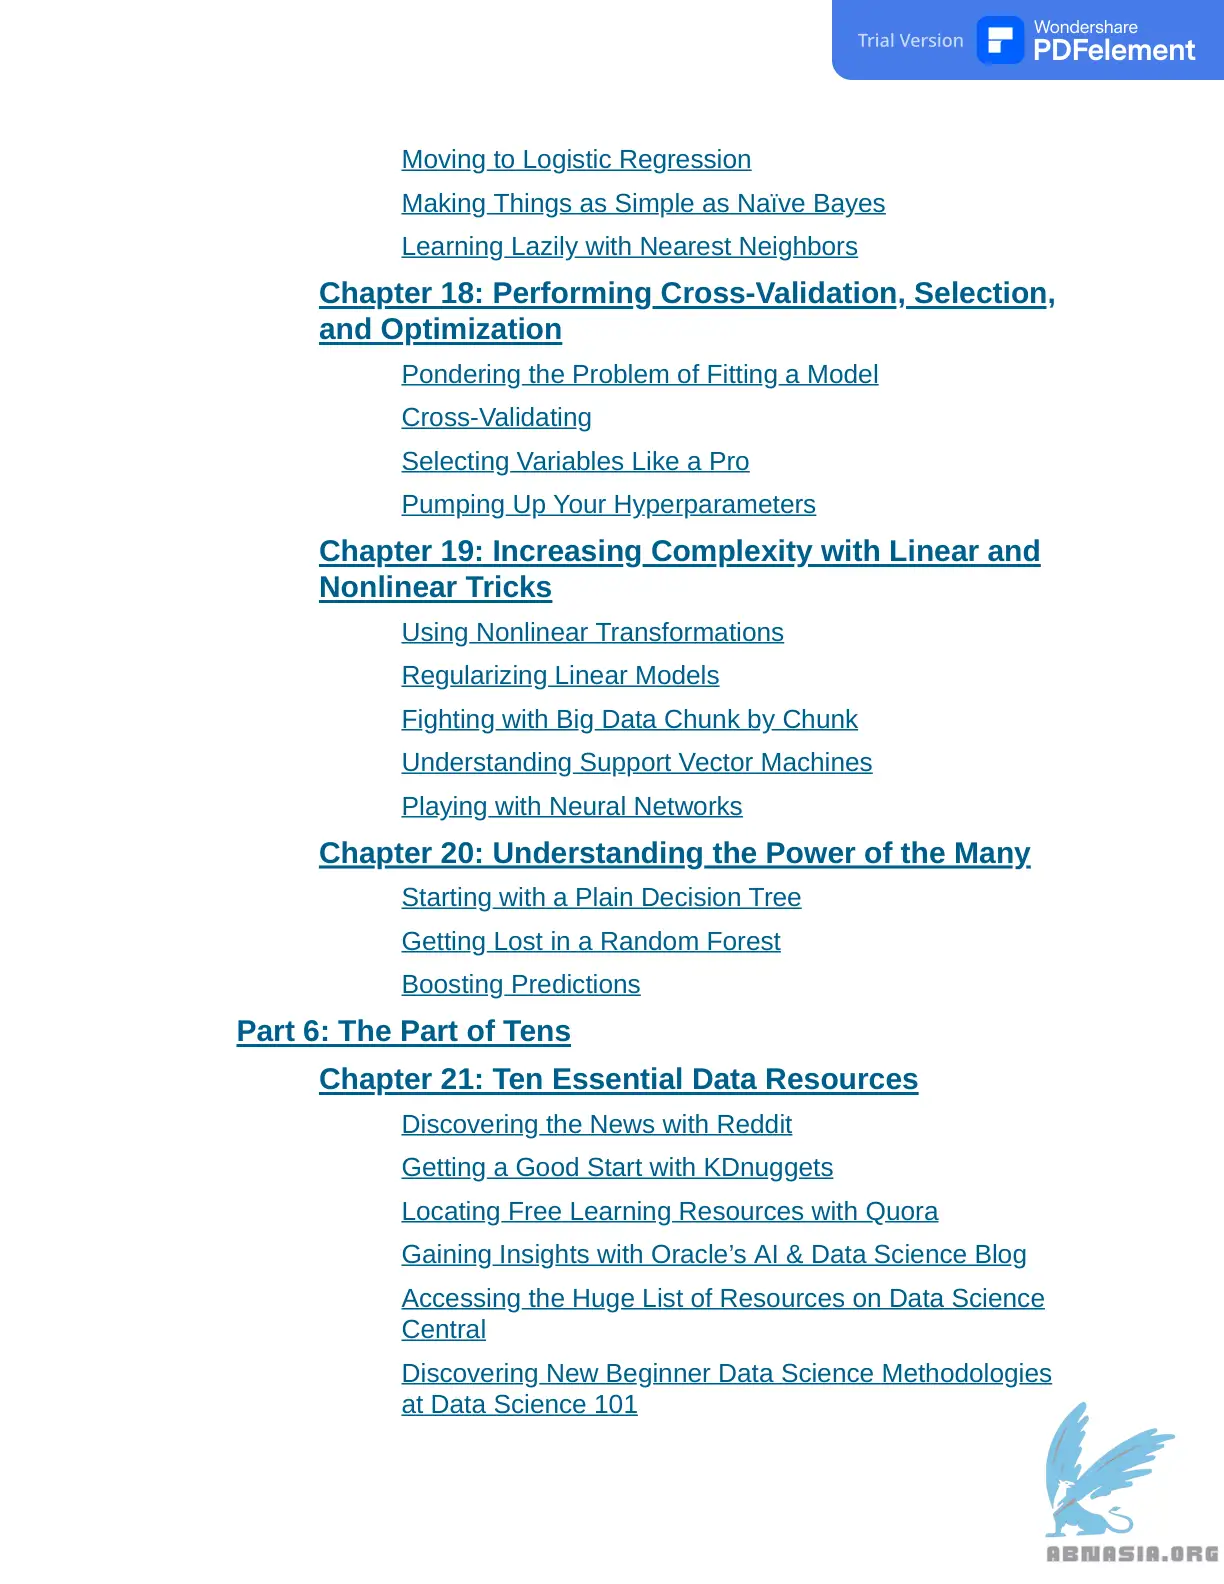 Trial Version
Wondershare
PDFelement
Moving to Logistic Regression
Making Things as Simple as Naïve Bayes
Learning Lazily with Nearest Neighbors
Chapter 18: Performing Cross-Validation, Selection,
and Optimization
Pondering the Problem of Fitting a Model
Cross-Validating
Selecting Variables Like a Pro
Pumping Up Your Hyperparameters
Chapter 19: Increasing Complexity with Linear and
Nonlinear Tricks
Using Nonlinear Transformations
Regularizing Linear Models
Fighting with Big Data Chunk by Chunk
Understanding Support Vector Machines
Playing with Neural Networks
Chapter 20: Understanding the Power of the Many
Starting with a Plain Decision Tree
Getting Lost in a Random Forest
Boosting Predictions
Part 6: The Part of Tens
Chapter 21: Ten Essential Data Resources
Discovering the News with Reddit
Getting a Good Start with KDnuggets
Locating Free Learning Resources with Quora
Gaining Insights with Oracle’s AI & Data Science Blog
Accessing the Huge List of Resources on Data Science
Central
Discovering New Beginner Data Science Methodologies
at Data Science 101
ABNASIA.ORG